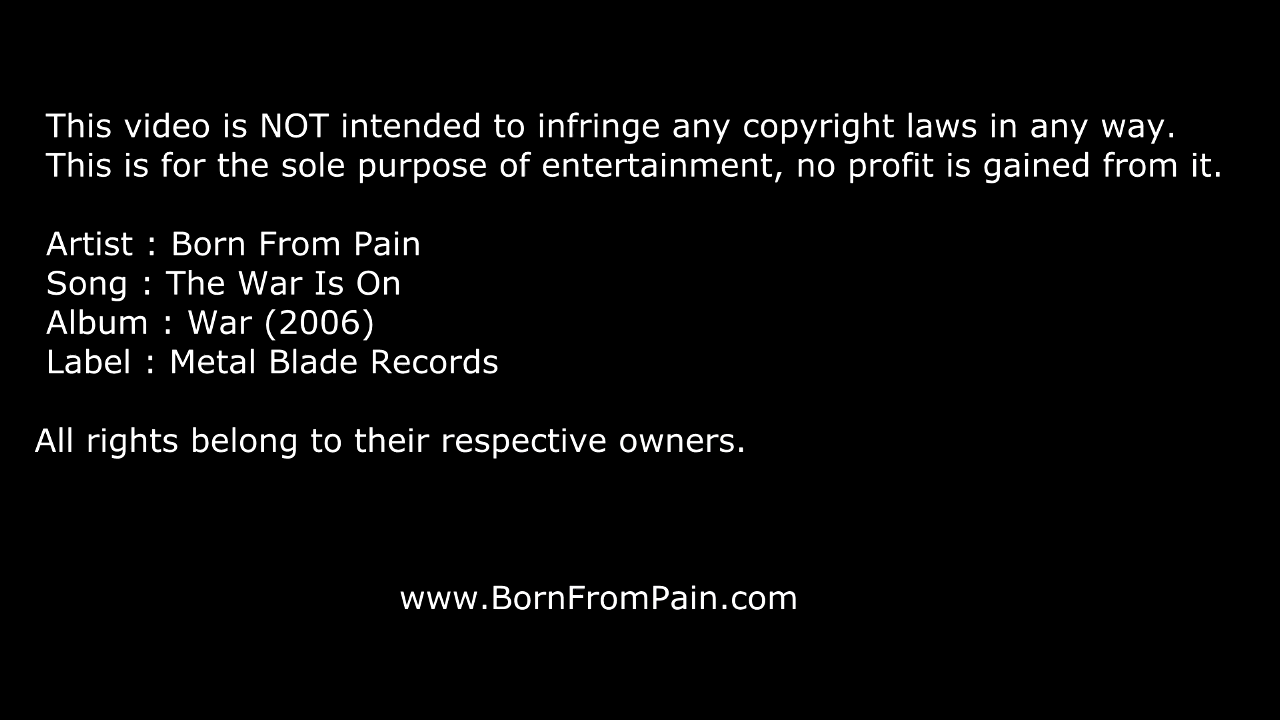 This video is NOT intended to infringe any copyright laws in any way.
This is for the sole purpose of entertainment, no profit is gained from it.
Artist : Born From Pain
Song : The War Is On
Album : War (2006)
Label : Metal Blade Records
All rights belong to their respective owners.
www.BornFromPain.com